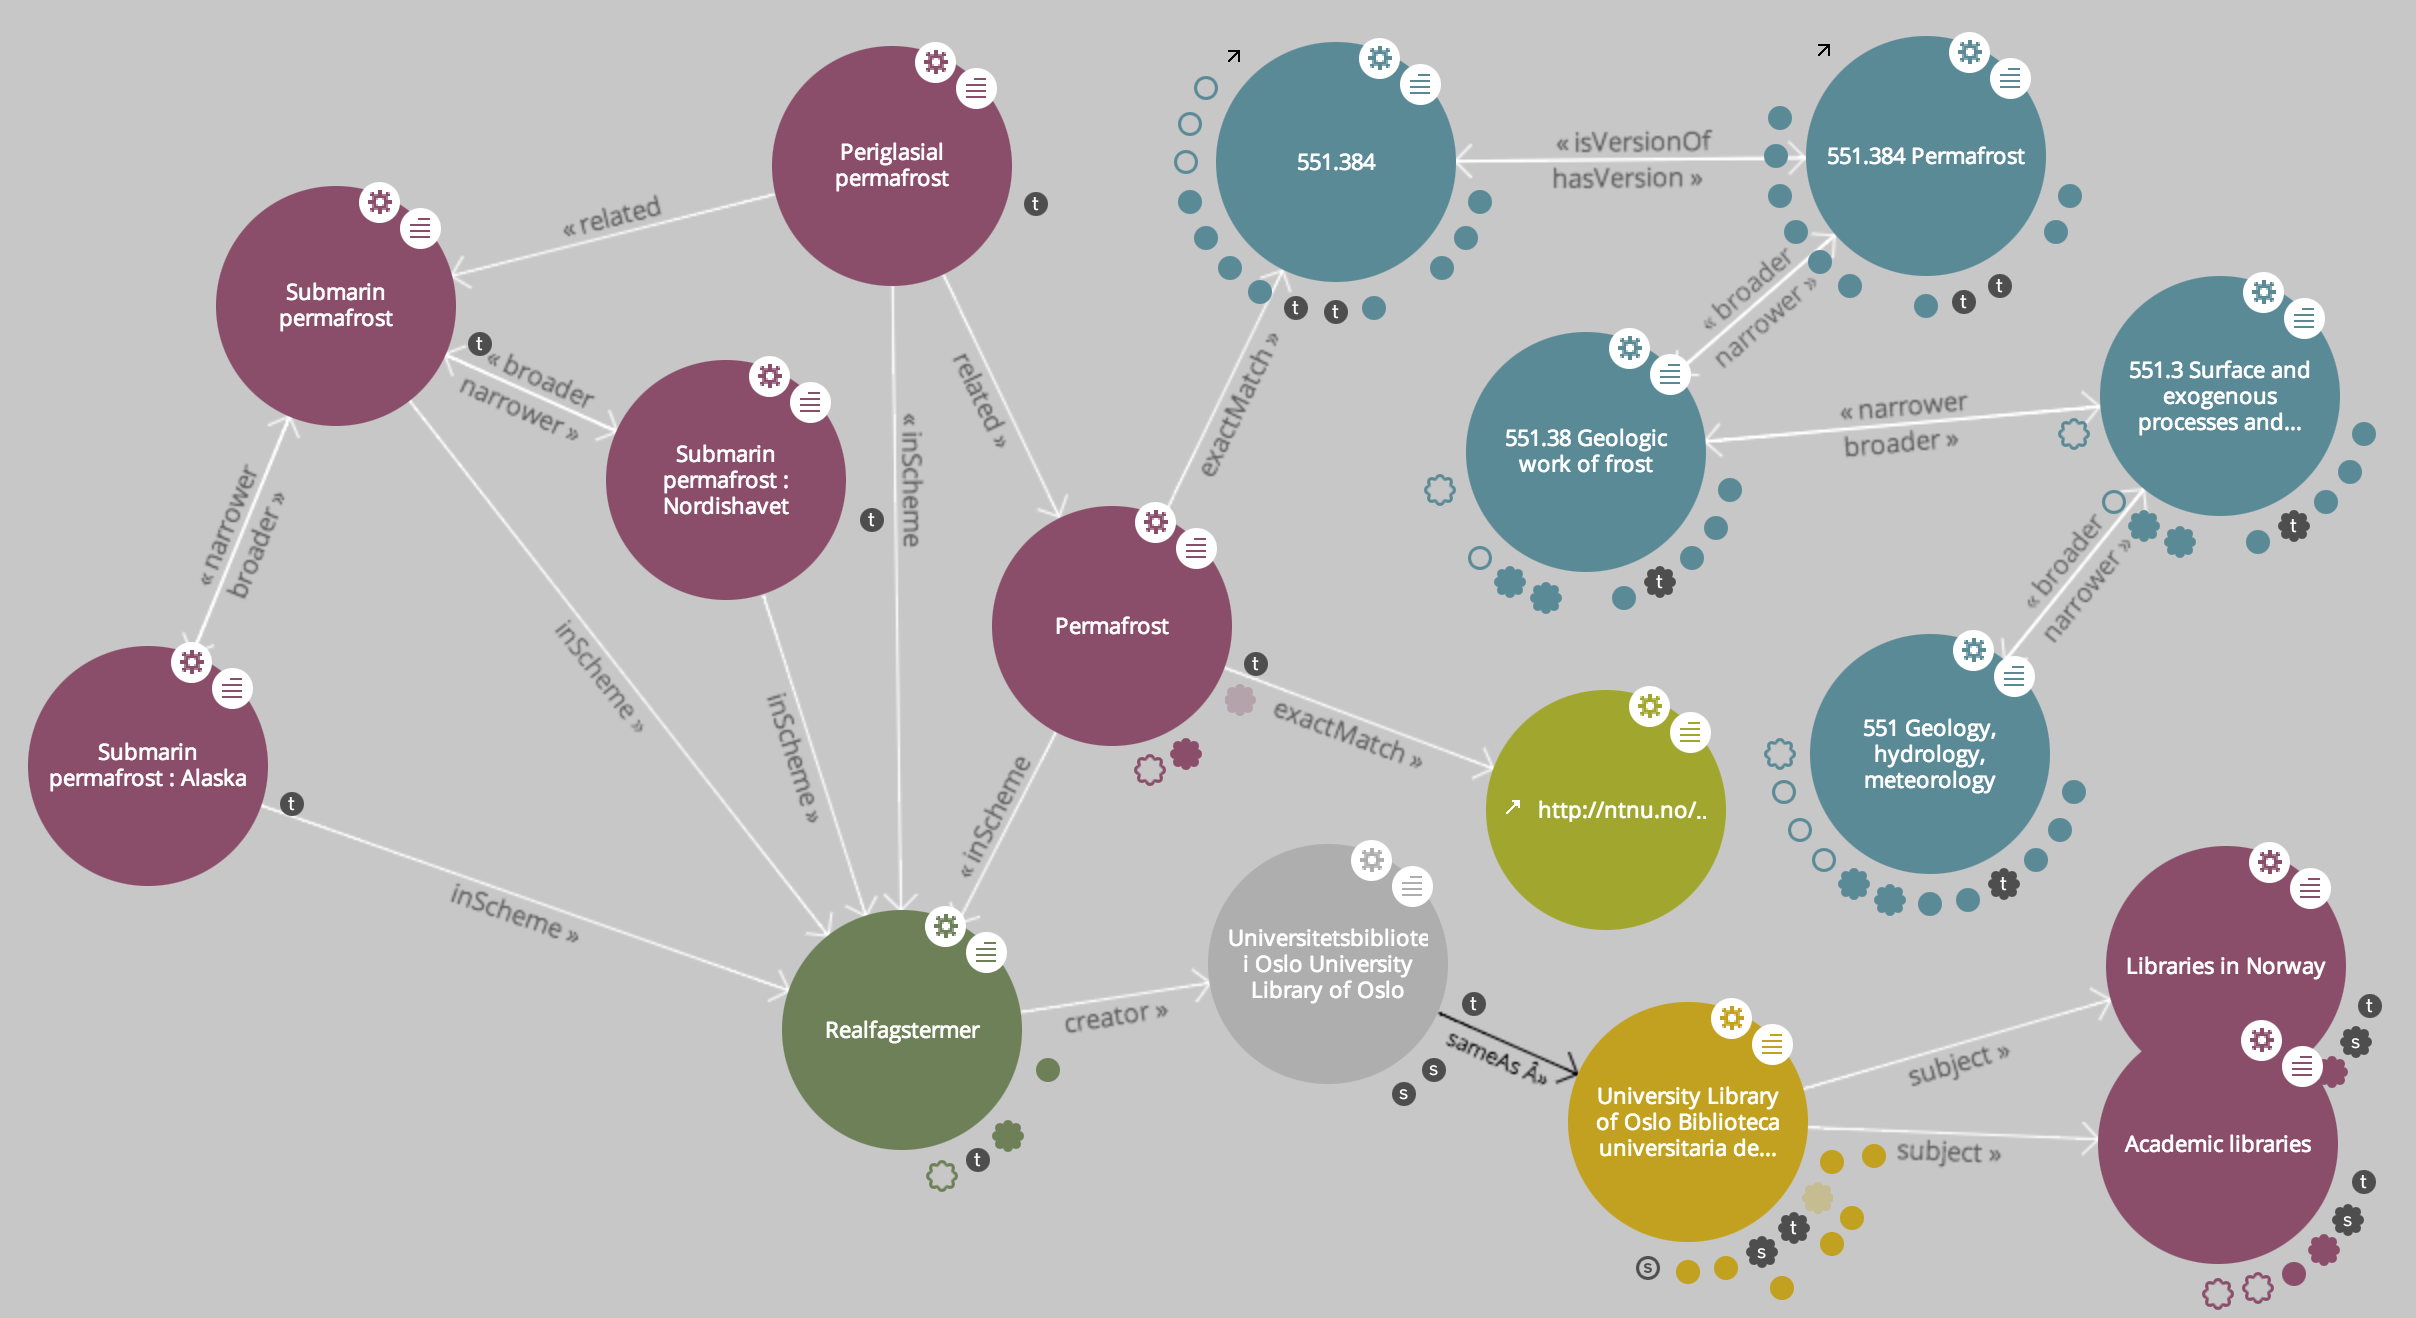 Periglasial
permafrost
t
« related
Submarin
permafrost
t
« broader
narrower »
Submarin
permafrost :
Nordishavet
t
« narrower
broader »
Submarin
permafrost : Alaska
t
inScheme »
inScheme »
inScheme »
« inScheme
related »
Permafrost
t
exactMatch »
exactMatch »
« inScheme
551.384
t
t
« isVersionOf
hasVersion »
551.384 Permafrost
t
t
« broader
narrower »
551.38 Geologic
work of frost
t
« narrower
broader »
551.3 Surface and
exogenous
processes and...
t
« broader
narrower »
551 Geology,
hydrology,
meteorology
t
http://ntnu.no/..
Realfagstermer
t
creator »
Universitetsbibliote
i Oslo University
Library of Oslo
t
s
s
sameAs Â»
University Library
of Oslo Biblioteca
universitaria de...
t
s
s
subject »
subject »
Libraries in Norway
t
s
Academic libraries
t
s